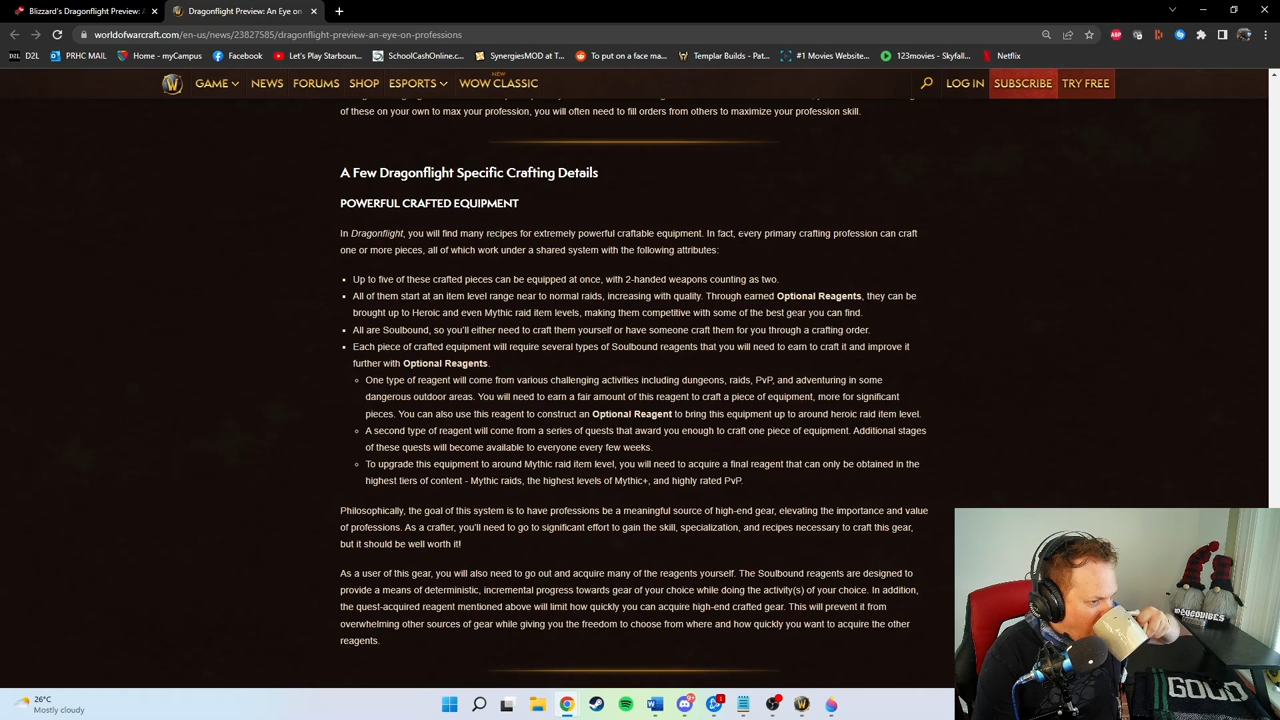 Blizzard's Dragonflight Preview: A
Dragonflight Preview: An Eye on
worldofwarcraft.com/en-us/news/23827585/dragonflight-preview-an-eye-on-professions
D2L
PRHC MAIL
Home - myCampus
Facebook
Let's Play Starboun...
SchoolCashOnline.c...
SynergiesMOD at T...
To put on a face ma...
Templar Builds - Pat...
#1 Movies Website...
123movies - Skyfall...
Netflix
GAME
NEWS
FORUMS
SHOP
ESPORTS
NEW
WOW CLASSIC
LOG IN
SUBSCRIBE
TRY FREE
of these on your own to max your profession, you will often need to fill orders from others to maximize your profession skill.
A Few Dragonflight Specific Crafting Details
POWERFUL CRAFTED EQUIPMENT
In Dragonflight, you will find many recipes for extremely powerful craftable equipment. In fact, every primary crafting profession can craft
one or more pieces, all of which work under a shared system with the following attributes:
Up to five of these crafted pieces can be equipped at once, with 2-handed weapons counting as two.
All of them start at an item level range near to normal raids, increasing with quality. Through earned Optional Reagents, they can be
brought up to Heroic and even Mythic raid item levels, making them competitive with some of the best gear you can find.
All are Soulbound, so you'll either need to craft them yourself or have someone craft them for you through a crafting order.
Each piece of crafted equipment will require several types of Soulbound reagents that you will need to earn to craft it and improve it
further with Optional Reagents.
One type of reagent will come from various challenging activities including dungeons, raids, PvP, and adventuring in some
dangerous outdoor areas. You will need to earn a fair amount of this reagent to craft a piece of equipment, more for significant
pieces. You can also use this reagent to construct an Optional Reagent to bring this equipment up to around heroic raid item level.
A second type of reagent will come from a series of quests that award you enough to craft one piece of equipment. Additional stages
of these quests will become available to everyone every few weeks.
To upgrade this equipment to around Mythic raid item level, you will need to acquire a final reagent that can only be obtained in the
highest tiers of content - Mythic raids, the highest levels of Mythic+, and highly rated PvP.
Philosophically, the goal of this system is to have professions be a meaningful source of high-end gear, elevating the importance and value
of professions. As a crafter, you'll need to go to significant effort to gain the skill, specialization, and recipes necessary to craft this gear,
but it should be well worth it!
As a user of this gear, you will also need to go out and acquire many of the reagents yourself. The Soulbound reagents are designed to
provide a means of deterministic, incremental progress towards gear of your choice while doing the activity(s) of your choice. In addition,
the quest-acquired reagent mentioned above will limit how quickly you can acquire high-end crafted gear. This will prevent it from
overwhelming other sources of gear while giving you the freedom to choose from where and how quickly you want to acquire the other
reagents.
26°C
Mostly cloudy
GOLD